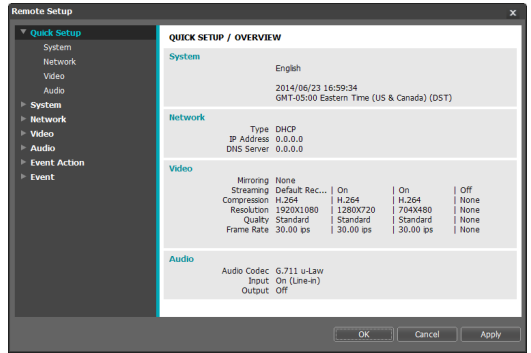 Remote Setup
x
Quick Setup
System
Network
Video
Audio
System
Network
Video
Audio
Event Action
Event
QUICK SETUP / OVERVIEW
System
English
2014/06/23 16:59:34
GMT-05:00 Eastern Time (US & Canada) (DST)
Network
Type DHCP
IP Address 0.0.0.0
DNS Server 0.0.0.0
Video
Mirroring None
Streaming Default Rec... | On | On | Off
Compression H.264 | H.264 | H.264 | None
Resolution 1920X1080 | 1280X720 | 704X480 | None
Quality Standard | Standard | Standard | None
Frame Rate 30.00 ips | 30.00 ips | 30.00 ips | None
Audio
Audio Codec G.711 u-Law
Input On (Line-in)
Output Off
OK Cancel Apply